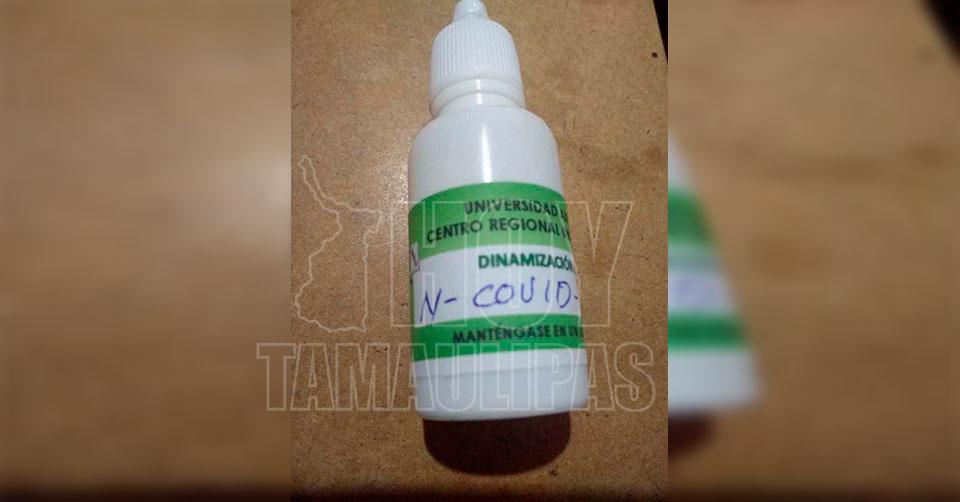 UNIVERSIDAD
CENTRO REGIONAL
DINAMIZACIÓN
N- COVID-
MANTÉNGASE EN
HOY
TAMAULIPAS